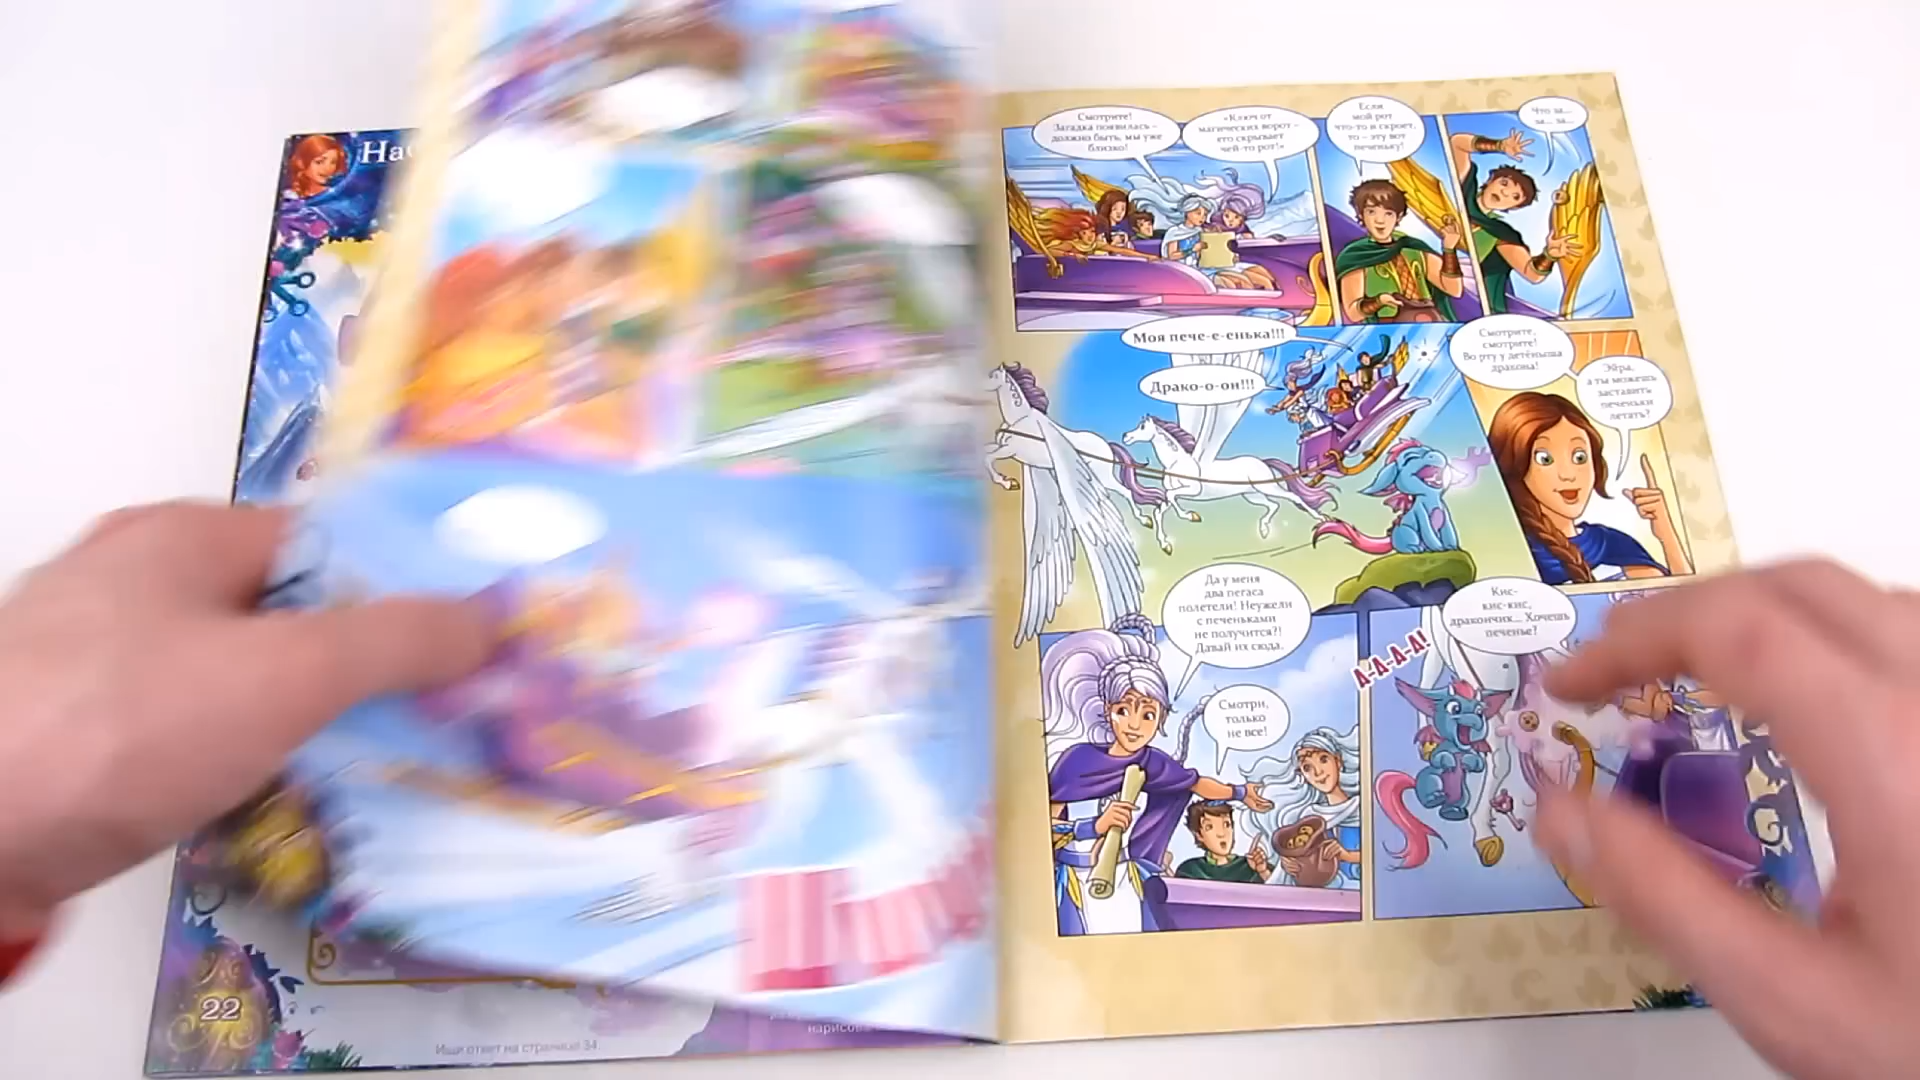 На
22
Ищи ответ на странице 34.
нарисова
Смотрите!
Загадка появилась –
должно быть, мы уже
близко!
«Ключ от
магических ворот –
его скрывает
чей-то рот!»
Если
мой рот
что-то и скроет,
то – эту вот
печеньку!
Что за...
за... за...
Моя пече-е-енька!!!
Драко-о-он!!!
Смотрите,
смотрите!
Во рту у детёныша
дракона!
Эйра,
а ты можешь
заставить
печеньки
летать?
Да у меня
два пегаса
полетели! Неужели
с печеньками
не получится?!
Давай их сюда.
Смотри,
только
не все!
А-А-А-А!
Кис-
кис-кис,
дракончик... Хочешь
печенье?